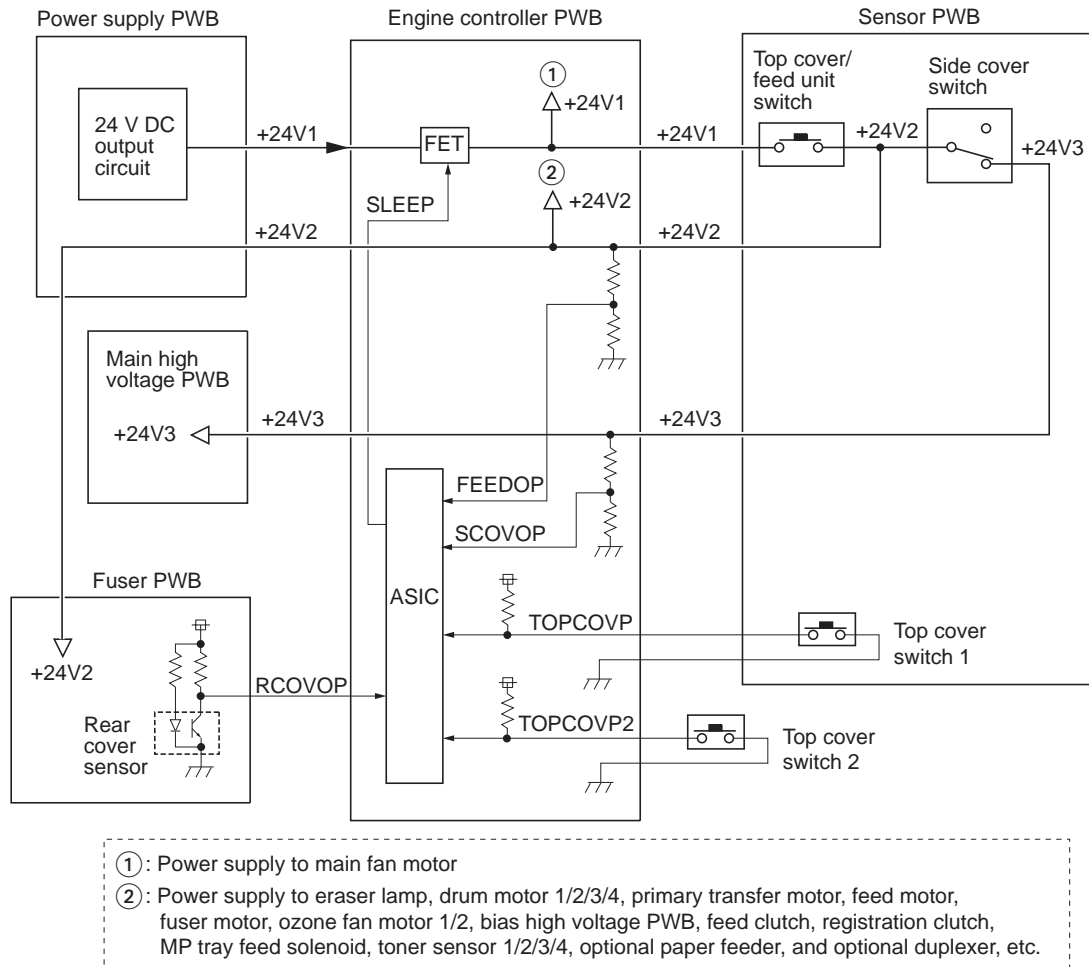 Power supply PWB
Engine controller PWB
Sensor PWB
24 V DC
output
circuit
+24V1
FET
SLEEP
1
+24V1
2
+24V2
+24V1
Top cover/
feed unit
switch
+24V2
Side cover
switch
+24V3
+24V2
+24V2
Main high
voltage PWB
+24V3
+24V3
+24V3
FEEDOP
SCOVOP
ASIC
TOPCOVP
Top cover
switch 1
TOPCOVP2
Top cover
switch 2
Fuser PWB
+24V2
RCOVOP
Rear
cover
sensor
1: Power supply to main fan motor
2: Power supply to eraser lamp, drum motor 1/2/3/4, primary transfer motor, feed motor,
fuser motor, ozone fan motor 1/2, bias high voltage PWB, feed clutch, registration clutch,
MP tray feed solenoid, toner sensor 1/2/3/4, optional paper feeder, and optional duplexer, etc.